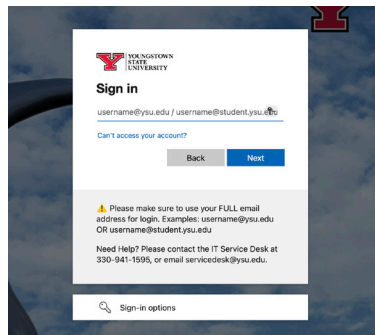 YOUNGSTOWN
STATE
UNIVERSITY
Sign in
username@ysu.edu / username@student.ysu.edu
Can't access your account?
Back
Next
⚠️ Please make sure to use your FULL email
address for login. Examples: username@ysu.edu
OR username@student.ysu.edu
Need Help? Please contact the IT Service Desk at
330-941-1595, or email servicedesk@ysu.edu.
Sign-in options